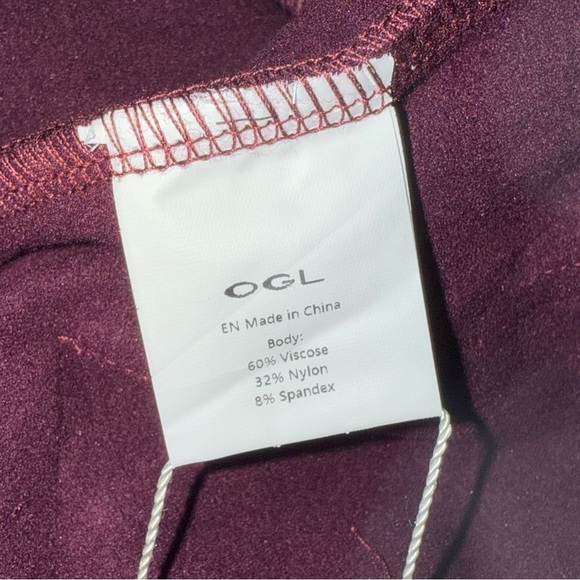 OGL
EN Made in China
Body:
60% Viscose
32% Nylon
8% Spandex